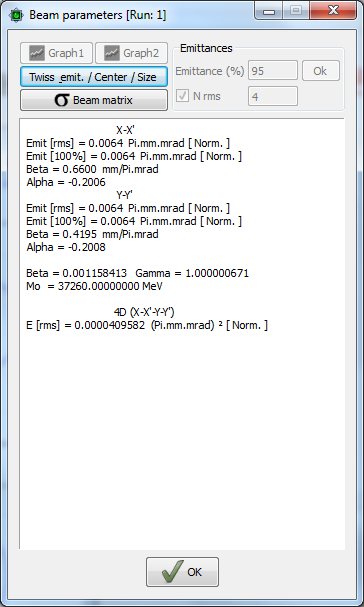 Beam parameters [Run: 1]
Graph1
Graph2
Emittances
Emittance (%)
95
Ok
Twiss_emit. / Center / Size
σ Beam matrix
N rms
4
X-X'
Emit [rms] = 0.0064 Pi.mm.mrad [ Norm. ]
Emit [100%] = 0.0064 Pi.mm.mrad [ Norm. ]
Beta = 0.6600 mm/Pi.mrad
Alpha = -0.2006
Y-Y'
Emit [rms] = 0.0064 Pi.mm.mrad [ Norm. ]
Emit [100%] = 0.0064 Pi.mm.mrad [ Norm. ]
Beta = 0.4195 mm/Pi.mrad
Alpha = -0.2008
Beta = 0.001158413 Gamma = 1.000000671
Mo = 37260.00000000 MeV
4D (X-X'-Y-Y')
E [rms] = 0.0000409582 (Pi.mm.mrad) ² [ Norm. ]
OK